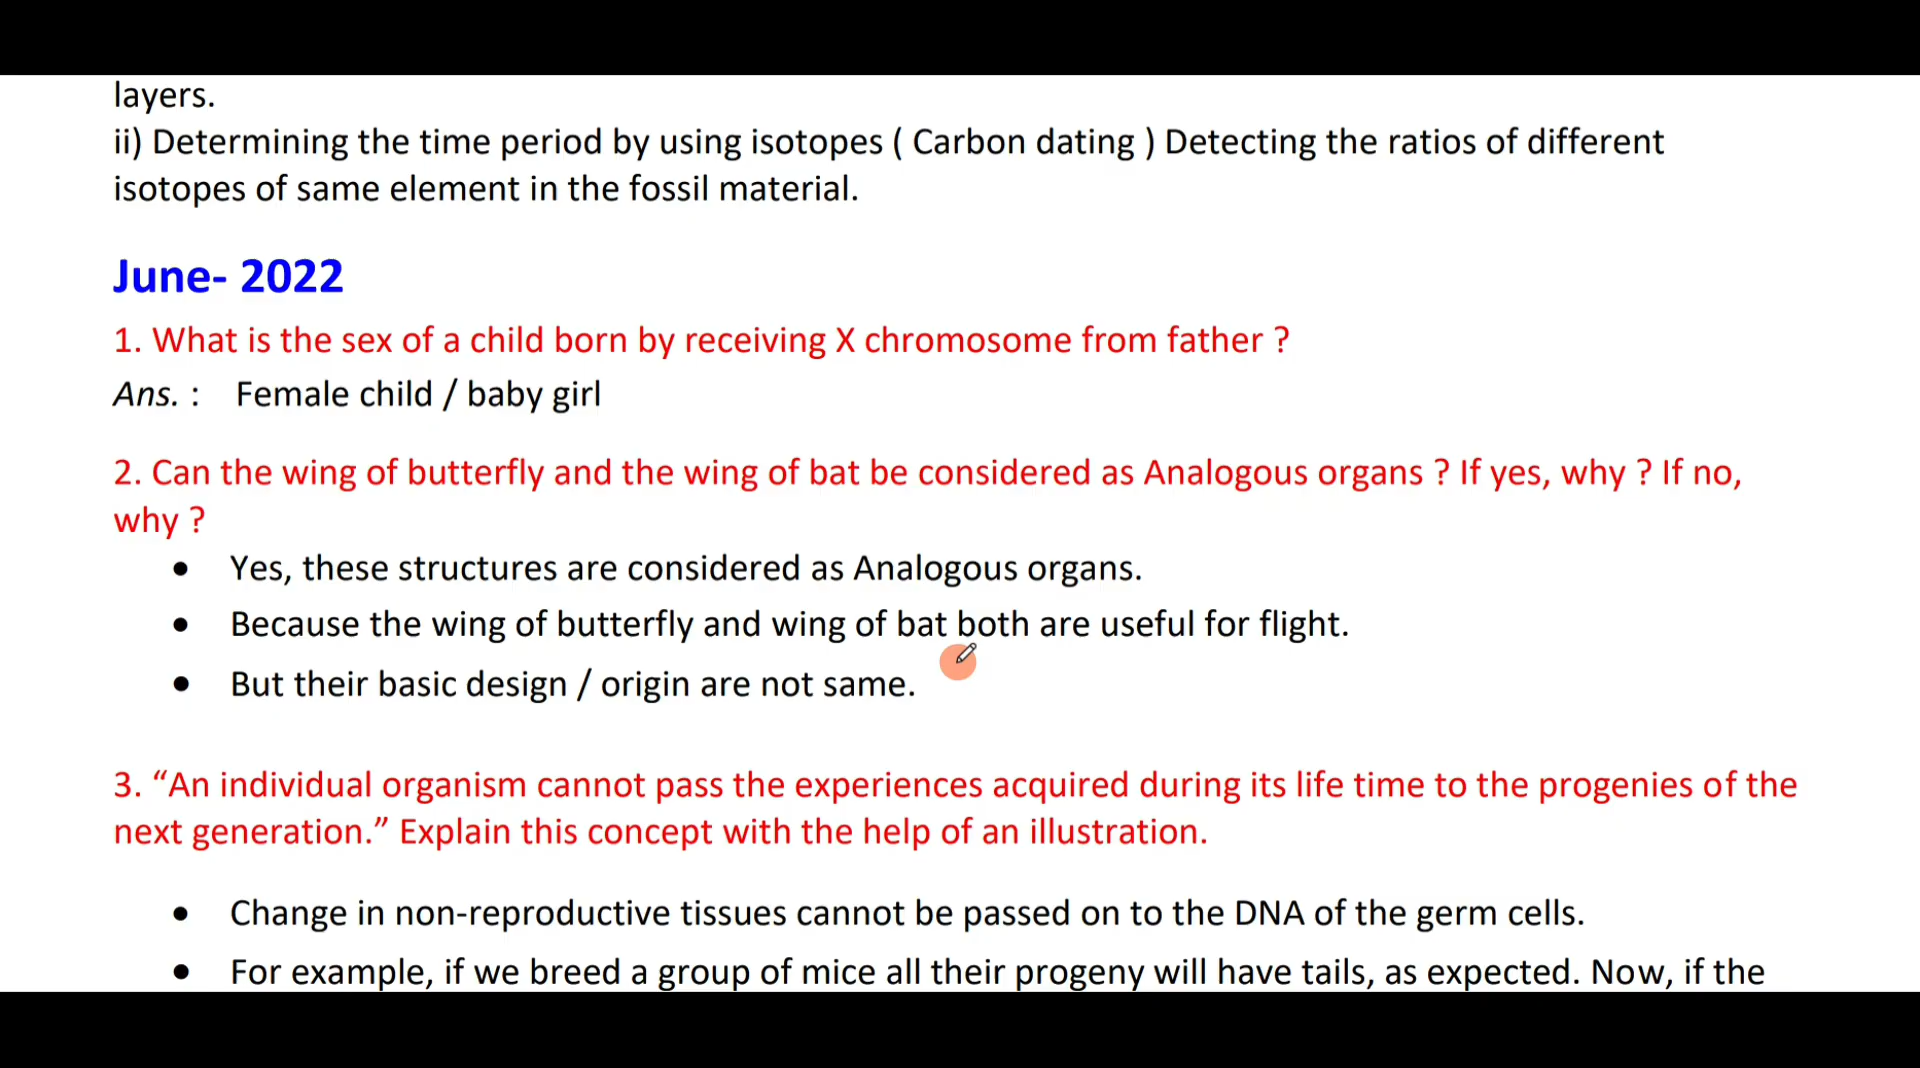 layers.
ii) Determining the time period by using isotopes ( Carbon dating ) Detecting the ratios of different
isotopes of same element in the fossil material.
June- 2022
1. What is the sex of a child born by receiving X chromosome from father ?
Ans. : Female child / baby girl
2. Can the wing of butterfly and the wing of bat be considered as Analogous organs ? If yes, why ? If no,
why ?
• Yes, these structures are considered as Analogous organs.
• Because the wing of butterfly and wing of bat both are useful for flight.
• But their basic design / origin are not same.
3. “An individual organism cannot pass the experiences acquired during its life time to the progenies of the
next generation.” Explain this concept with the help of an illustration.
• Change in non-reproductive tissues cannot be passed on to the DNA of the germ cells.
• For example, if we breed a group of mice all their progeny will have tails, as expected. Now, if the